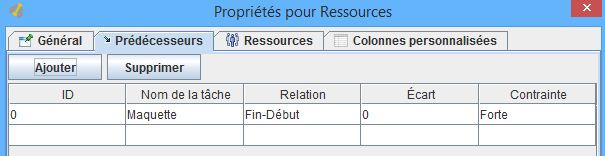 Propriétés pour Ressources
Général Prédécesseurs Ressources Colonnes personnalisées
Ajouter Supprimer
ID Nom de la tâche Relation Écart Contrainte
0 Maquette Fin-Début 0 Forte